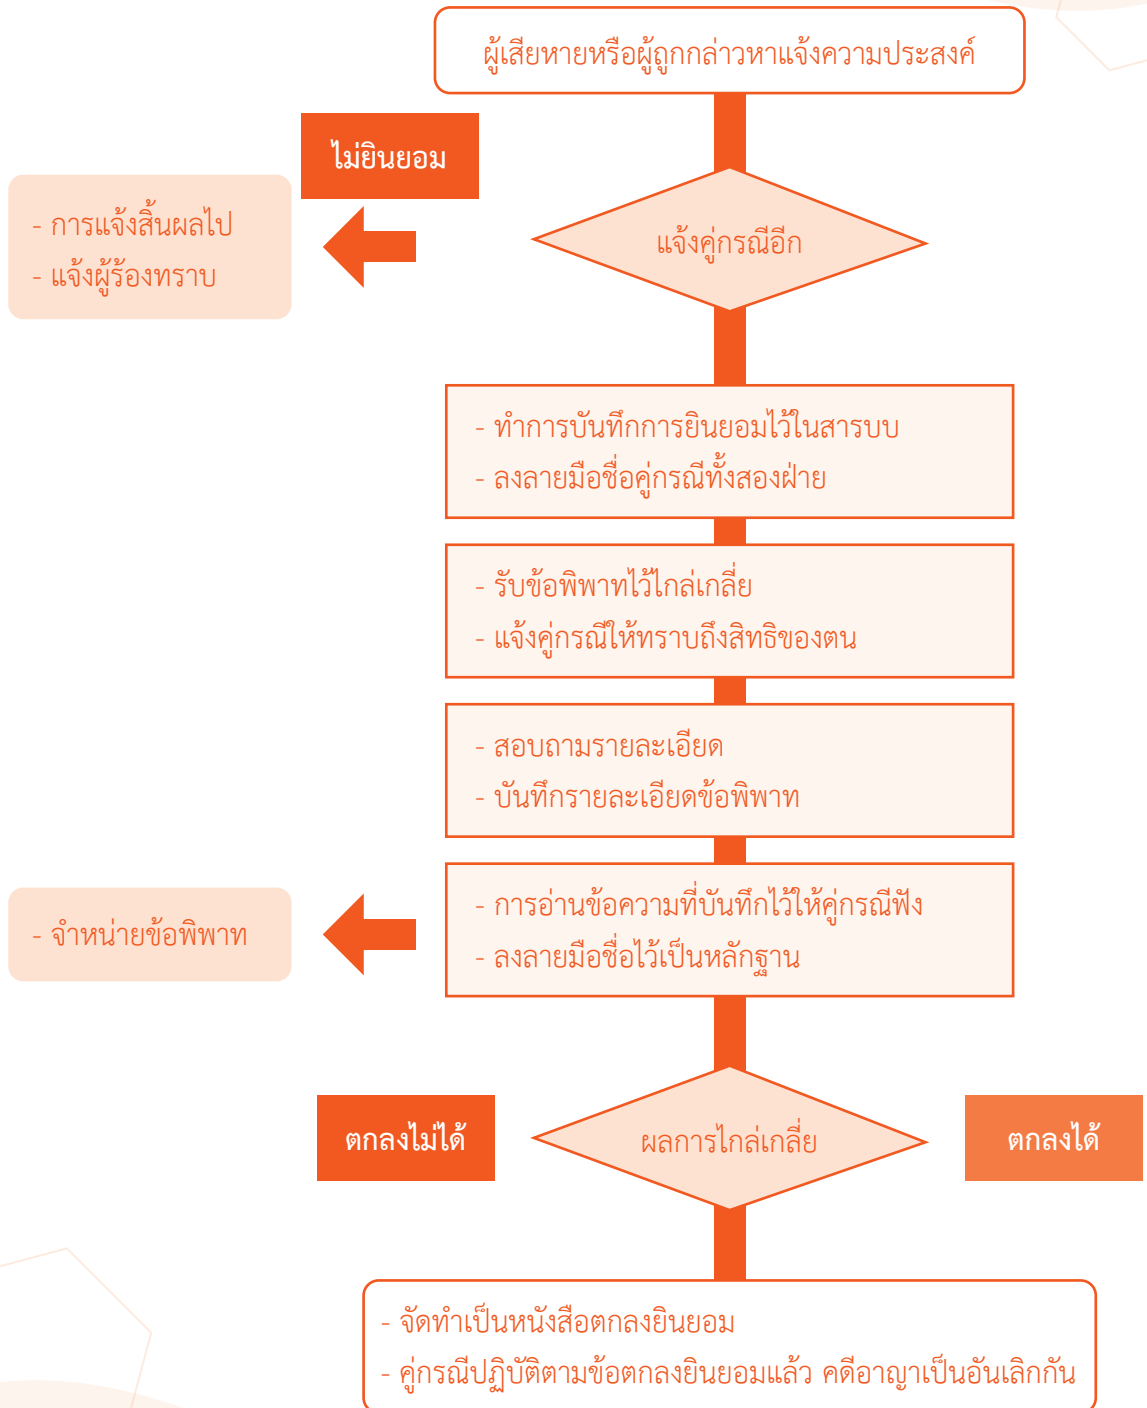 ผู้เสียหายหรือผู้ถูกกล่าวหาแจ้งความประสงค์
ไม่ยินยอม
แจ้งคู่กรณีอีก
- การแจ้งสิ้นผลไป
- แจ้งผู้ร้องทราบ
- ทำการบันทึกการยินยอมไว้ในสารบบ
- ลงลายมือชื่อคู่กรณีทั้งสองฝ่าย
- รับข้อพิพาทไว้ไกล่เกลี่ย
- แจ้งคู่กรณีให้ทราบถึงสิทธิของตน
- สอบถามรายละเอียด
- บันทึกรายละเอียดข้อพิพาท
- การอ่านข้อความที่บันทึกไว้ให้คู่กรณีฟัง
- ลงลายมือชื่อไว้เป็นหลักฐาน
- จำหน่ายข้อพิพาท
ตกลงไม่ได้
ผลการไกล่เกลี่ย
ตกลงได้
- จัดทำเป็นหนังสือตกลงยินยอม
- คู่กรณีปฏิบัติตามข้อตกลงยินยอมแล้ว คดีอาญาเป็นอันเลิกกัน